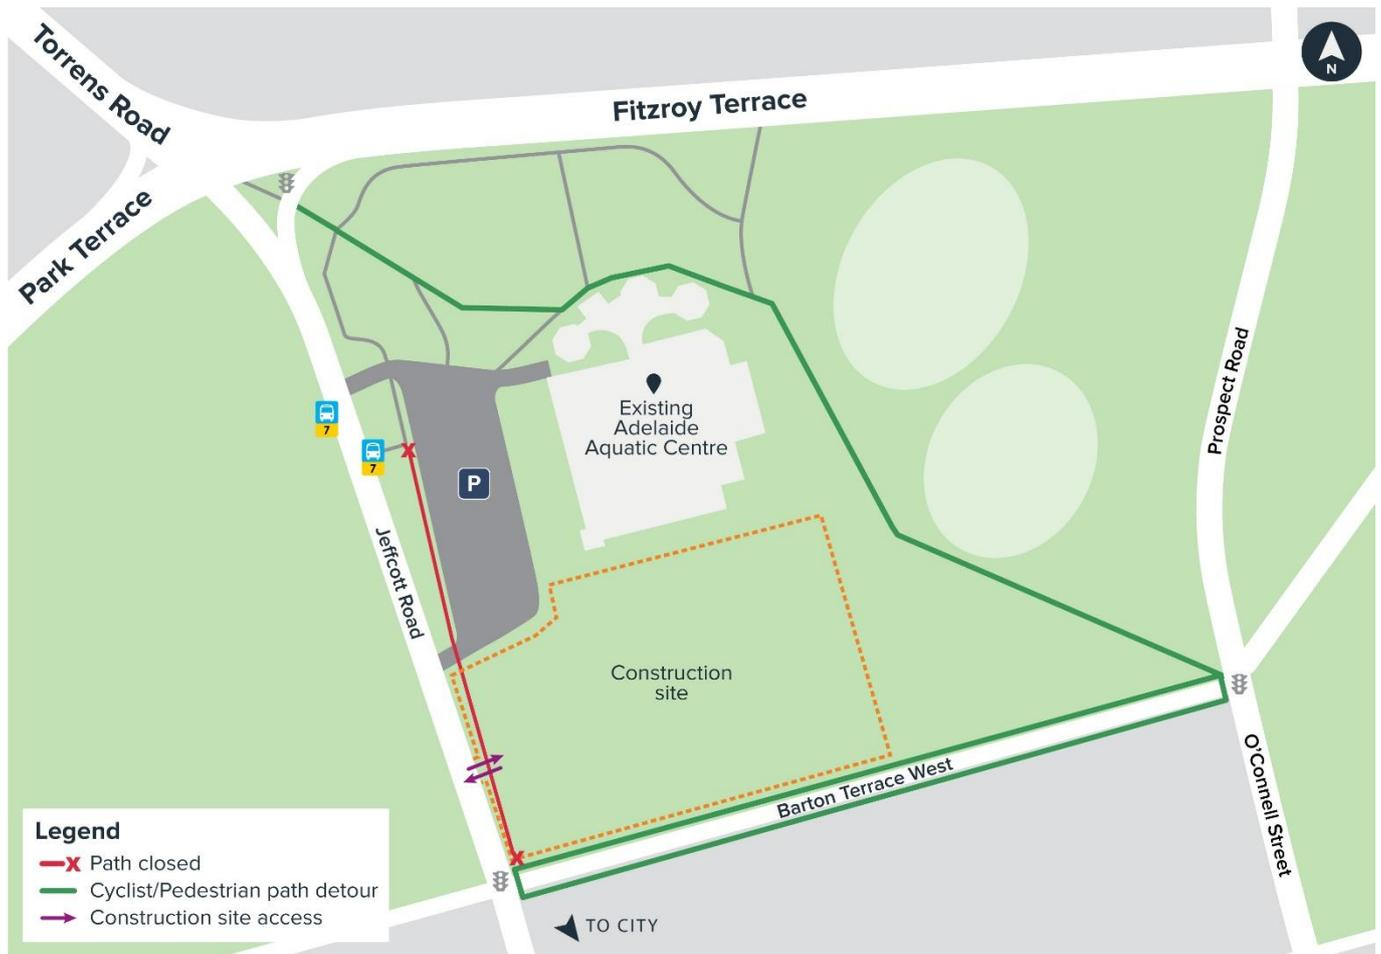 Torrens Road
Fitzroy Terrace
N
Park Terrace
Prospect Road
7
7
Existing
Adelaide
Aquatic Centre
P
Jeffcott Road
Construction
site
Barton Terrace West
O'Connell Street
Legend
X Path closed
Cyclist/Pedestrian path detour
Construction site access
TO CITY